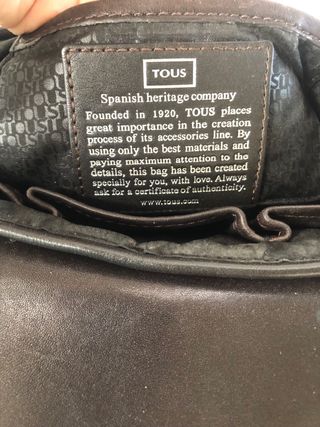 TOUS
Spanish heritage company
Founded in 1920, TOUS places
great importance in the creation
process of its accessories line. By
using only the best materials and
paying maximum attention to the
details, this bag has been created
specially for you, with love. Always
ask for a certificate of authenticity.
www.tous.com